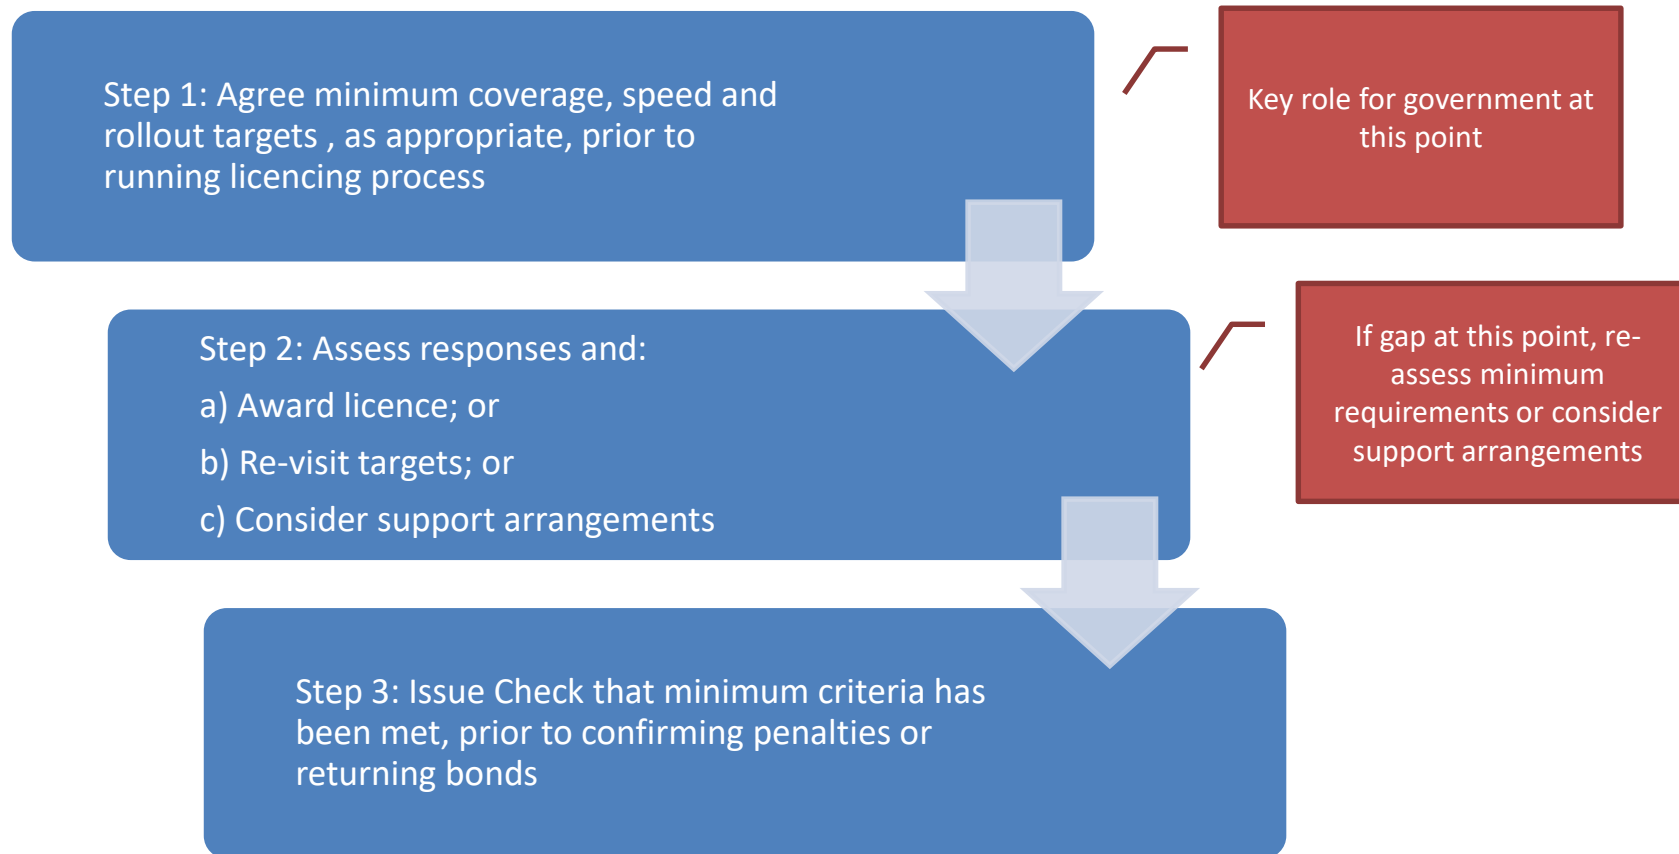 Step 1: Agree minimum coverage, speed and
rollout targets , as appropriate, prior to
running licencing process
Key role for government at
this point
Step 2: Assess responses and:
a) Award licence; or
b) Re-visit targets; or
c) Consider support arrangements
If gap at this point, re-
assess minimum
requirements or consider
support arrangements
Step 3: Issue Check that minimum criteria has
been met, prior to confirming penalties or
returning bonds